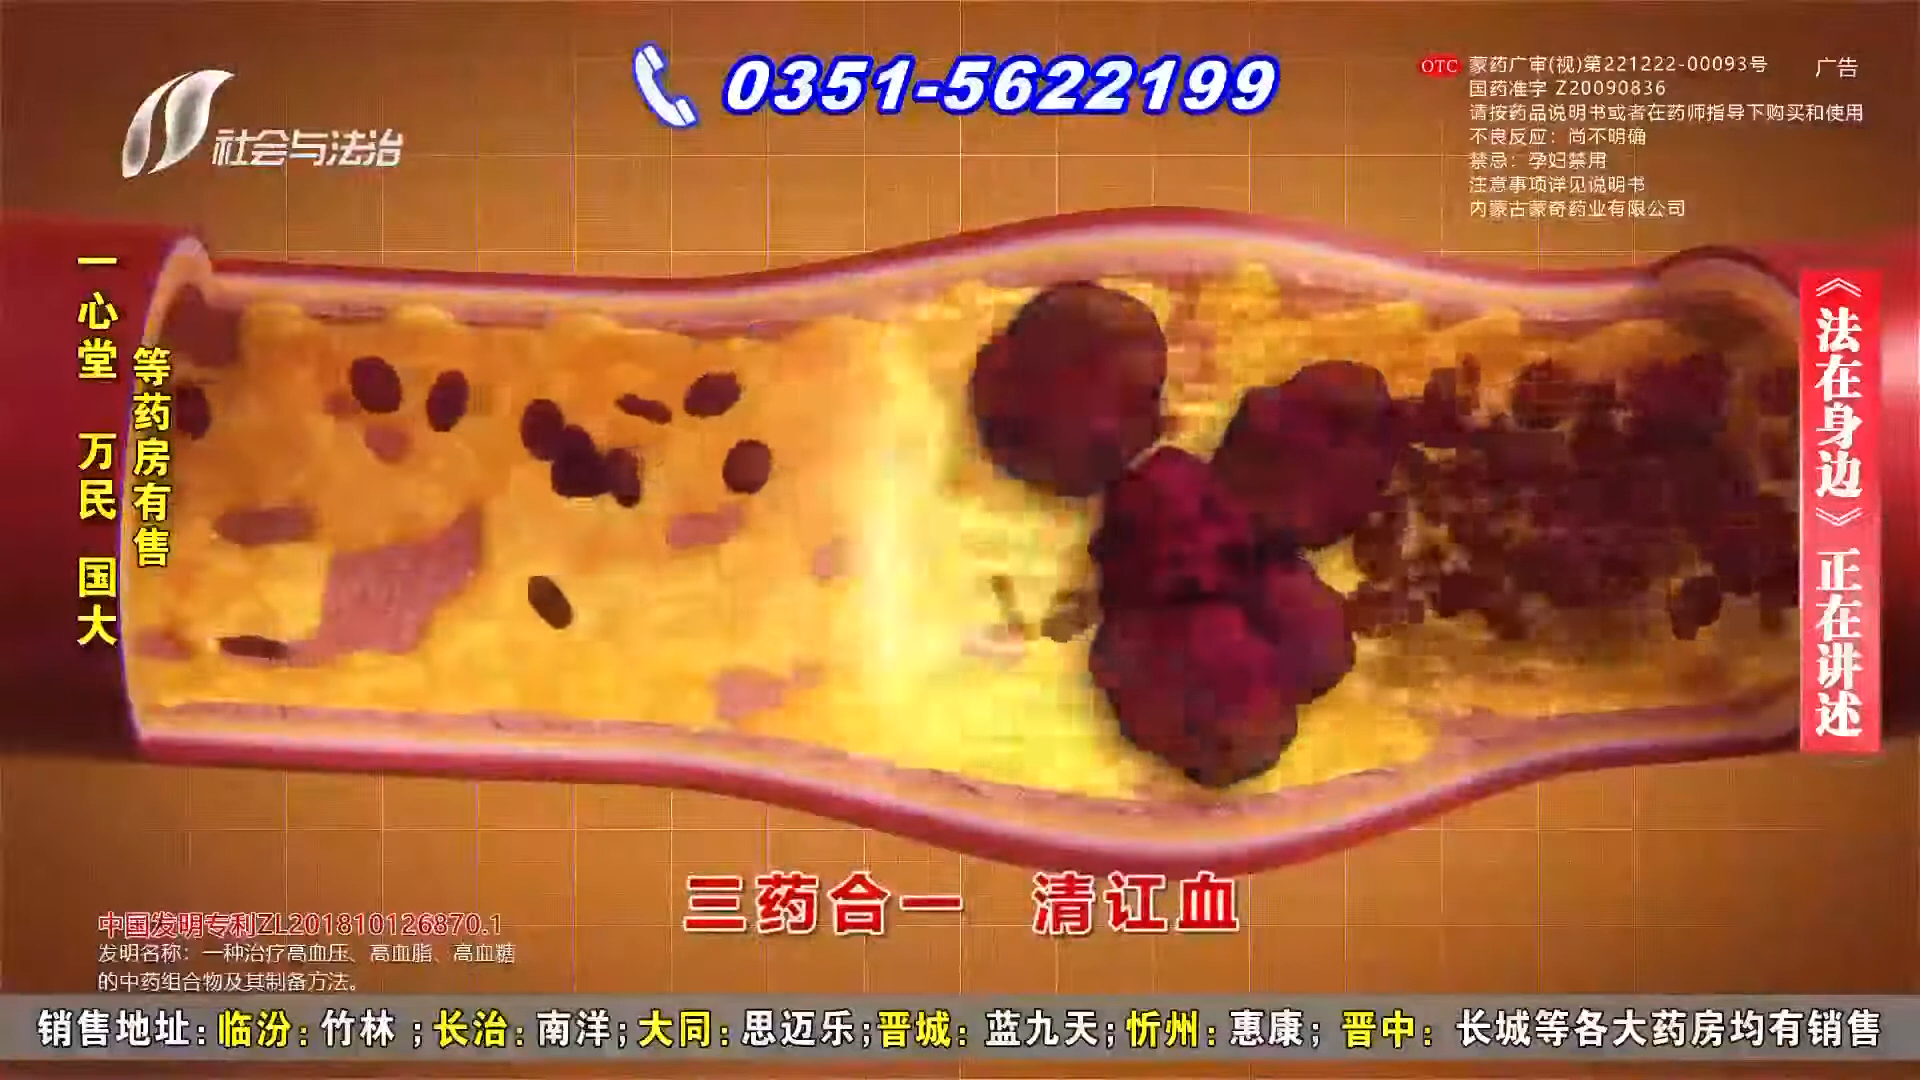 社会与法治
0351-5622199
OTC 蒙药广审(视)第221222-00093号
广告
国药准字 Z20090836
请按药品说明书或者在药师指导下购买和使用
不良反应：尚不明确
禁忌：孕妇禁用
注意事项详见说明书
内蒙古蒙奇药业有限公司
一心堂 万民 国大
等药房有售
《法在身边》正在讲述
三药合一 清讧血
中国发明专利ZL201810126870.1
发明名称：一种治疗高血压、高血脂、高血糖
的中药组合物及其制备方法。
销售地址:临汾:竹林;长治:南洋;大同:思迈乐;晋城:蓝九天;忻州:惠康;晋中:长城等各大药房均有销售